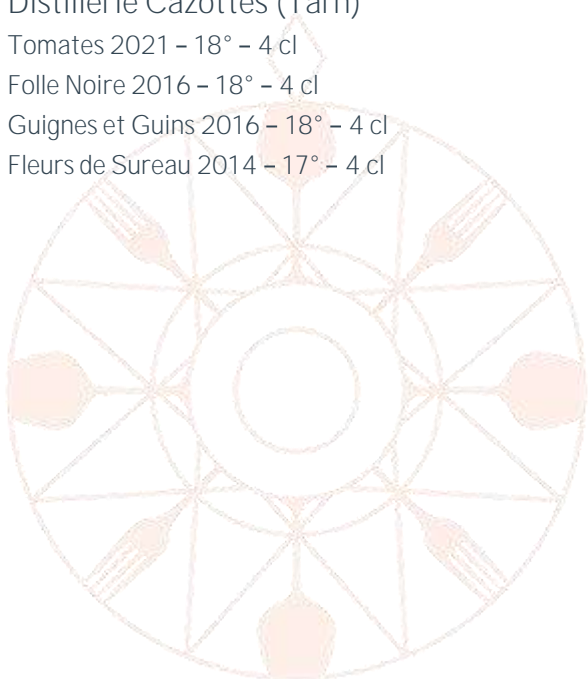 Distillerie Cazottes (Tarn)
Tomates 2021 – 18° – 4 cl
Folle Noire 2016 – 18° – 4 cl
Guignes et Guins 2016 – 18° – 4 cl
Fleurs de Sureau 2014 – 17° – 4 cl